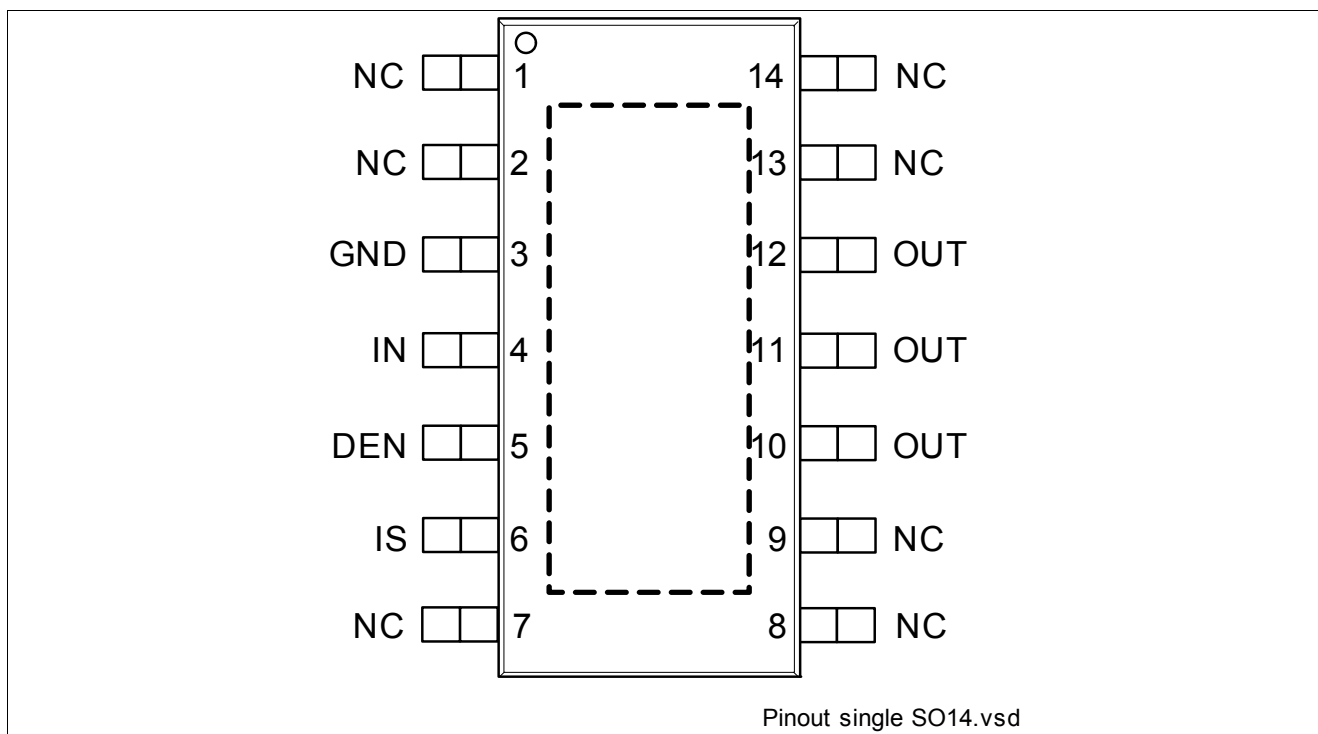 NC 1 14 NC
NC 2 13 NC
GND 3 12 OUT
IN 4 11 OUT
DEN 5 10 OUT
IS 6 9 NC
NC 7 8 NC
Pinout single SO14.vsd